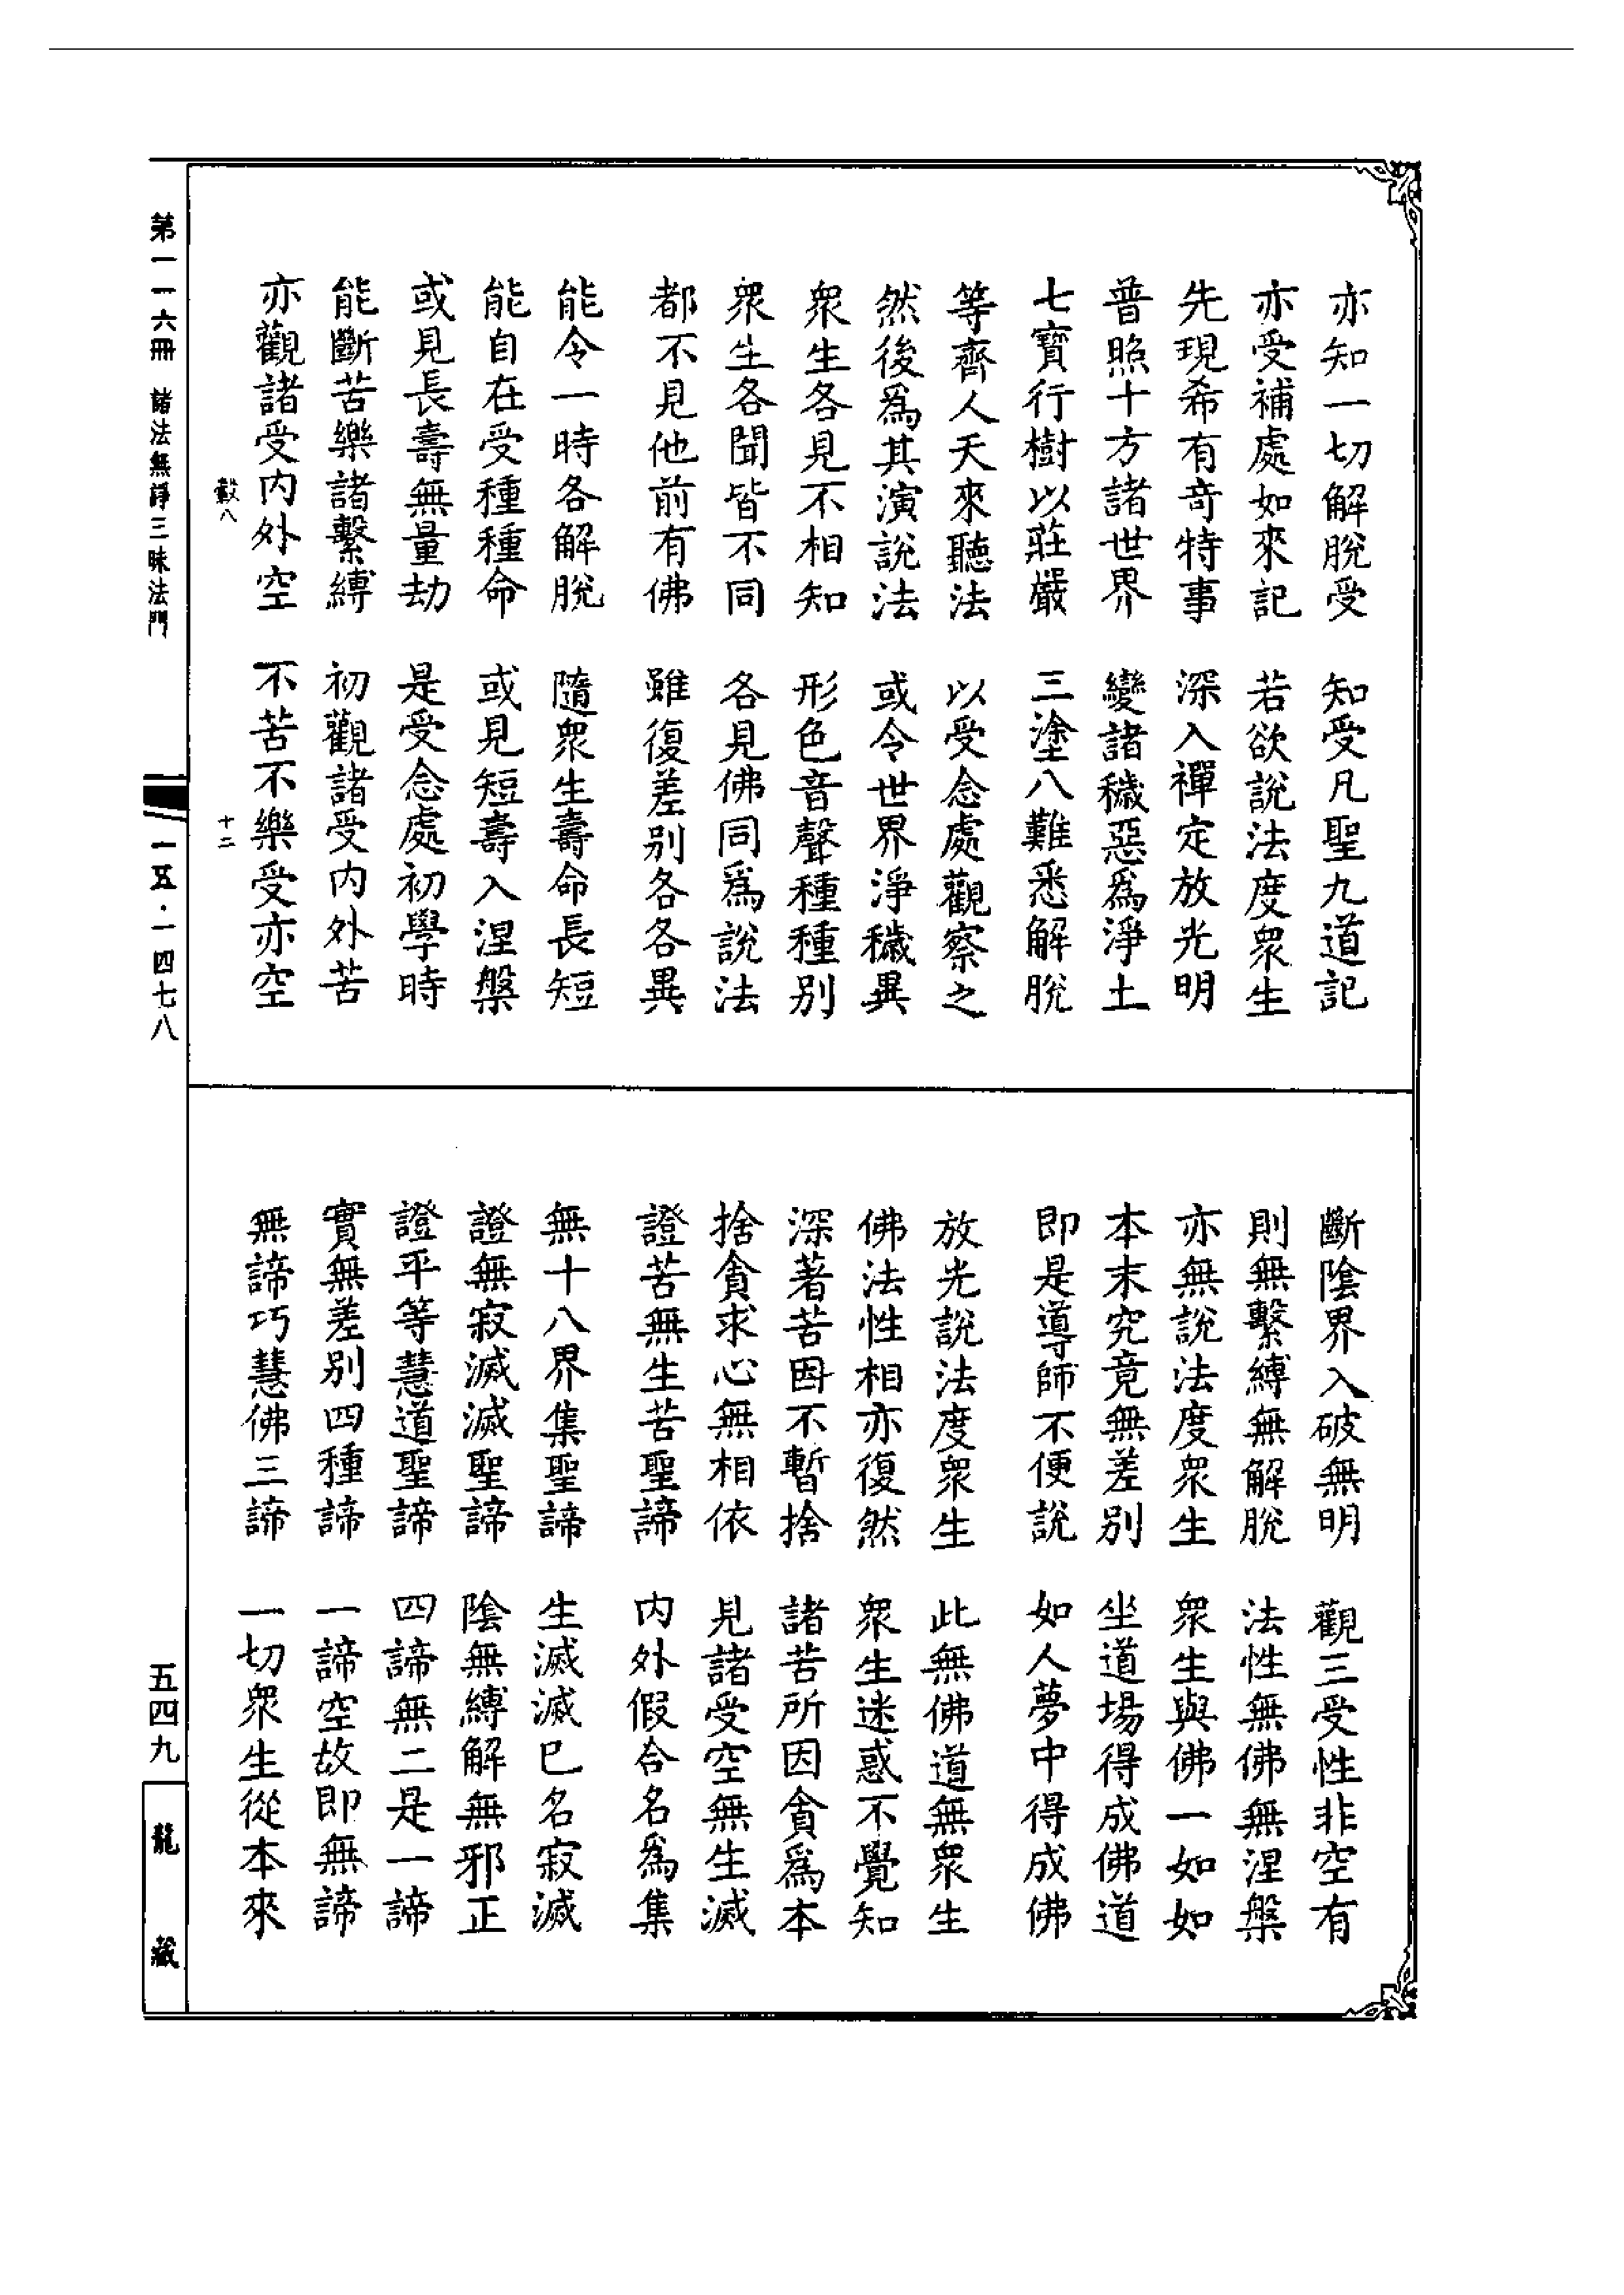 亦知一切解脫受　知受凡聖九道記
亦受補處如來記　若欲說法度衆生
先現希有奇特事　深入禪定放光明
普照十方諸世界　變諸穢惡爲淨土
七寶行樹以莊嚴　三塗八難悉解脫
等齊人天來聽法　以受念處觀察之
然後爲其演說法　或令世界淨穢異
衆生各見不相知　形色音聲種種別
衆生各聞皆不同　各見佛同爲說法
都不見他前有佛　雖復差別各各異
能令一時各解脫　隨衆生壽命長短
能自在受種種命　或見短壽入涅槃
或見長壽無量劫　是受念處初學時
能斷苦樂諸繫縛　初觀諸受內外苦
亦觀諸受內外空　不苦不樂受亦空
縠八　十二
斷陰界入破無明　觀三受性非空有
則無繫縛無解脫　法性無佛無涅槃
亦無說法度衆生　衆生與佛一如如
本末究竟無差別　坐道場得成佛道
即是導師不便說　如人夢中得成佛
放光說法度衆生　此無佛道無衆生
佛法性相亦復然　衆生迷惑不覺知
深著苦因不暫捨　諸苦所因貪爲本
捨貪求心無相依　見諸受空無生滅
證苦無生苦聖諦　內外假合名爲集
無十八界集聖諦　生滅滅已名寂滅
證無寂滅滅聖諦　陰無縛解無邪正
證平等慧道聖諦　四諦無二是一諦
實無差別四種諦　一諦空故即無諦
無諦巧慧佛三諦　一切衆生從本來
第一一六冊　諸法無諍三昧法門　一五·一四七八　五四九　龍藏